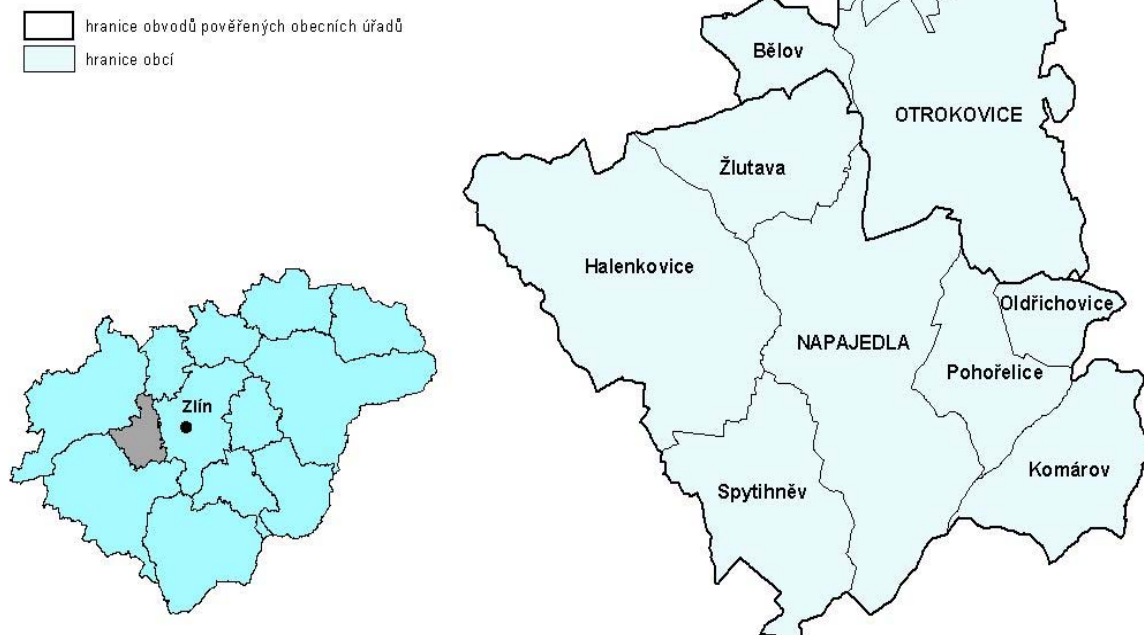 hranice obvodů pověřených obecních úřadů
hranice obcí
Bělov
OTROKOVICE
Žlutava
Halenkovice
Oldřichovice
NAPAJEDLA
Pohořelice
Zlín
Komárov
Spytihněv